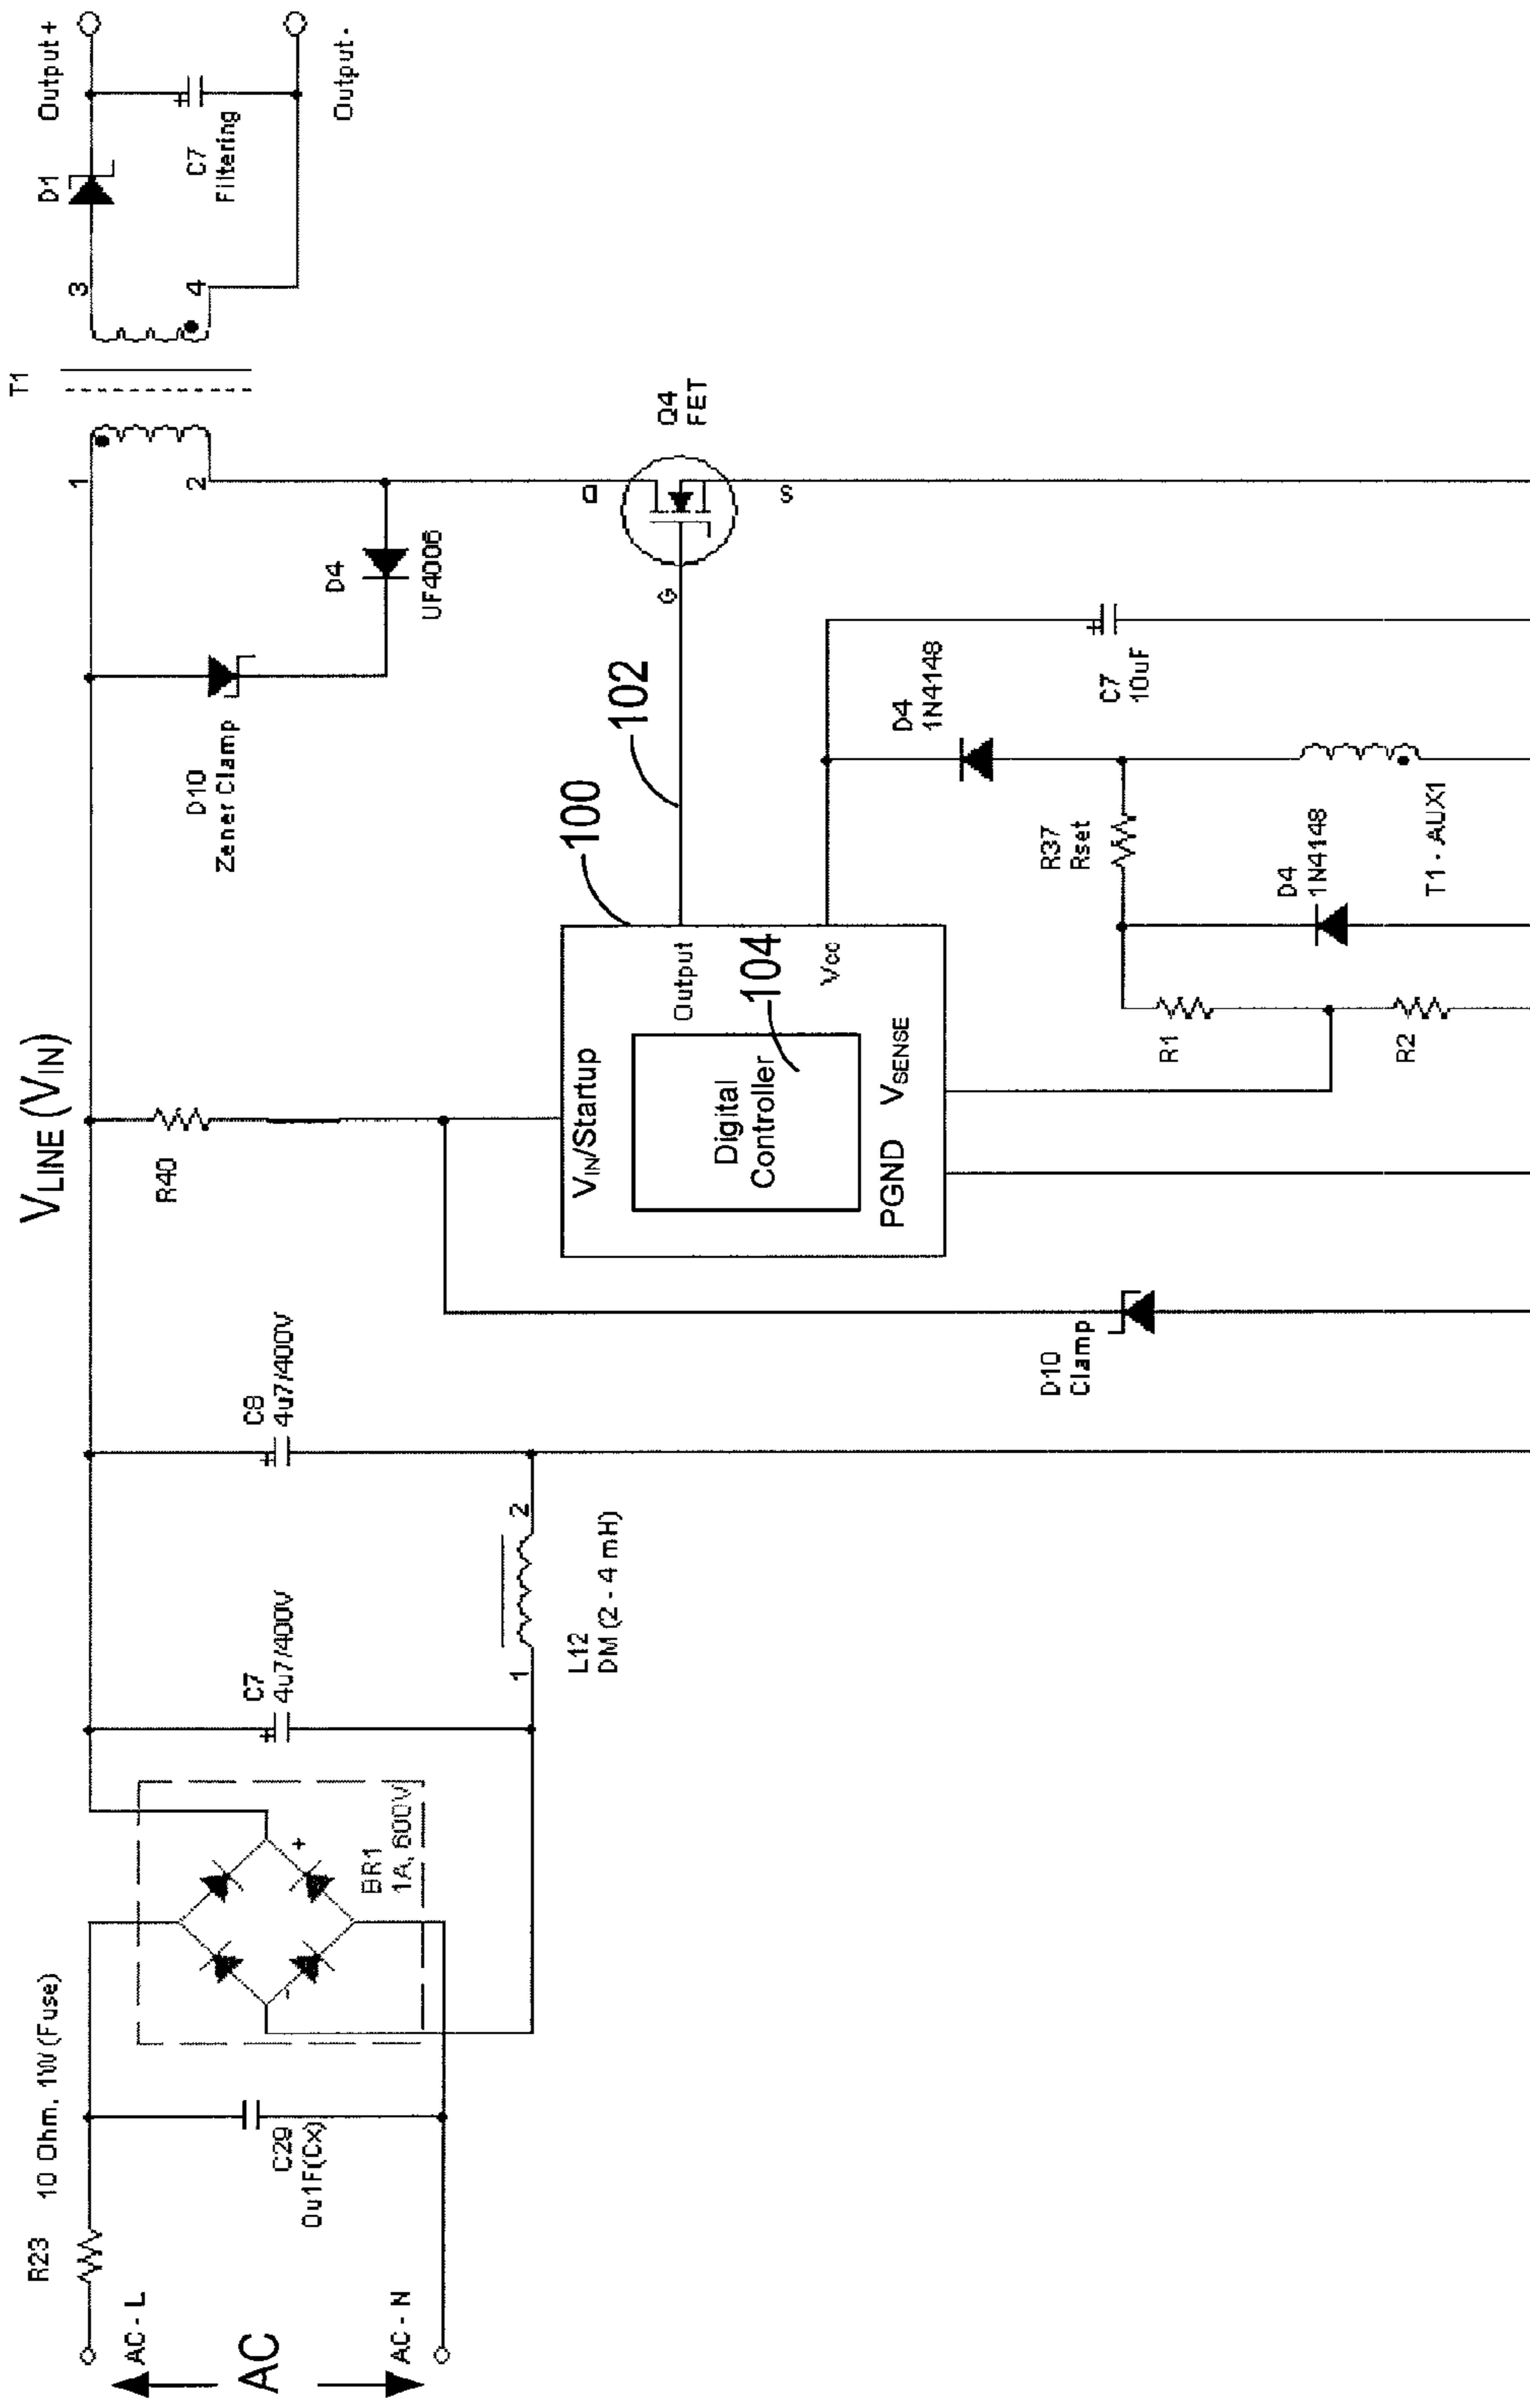 R23 10 Ohm, 1W (Fuse)
AC - L
AC
AC - N
C29
0u1F(Cx)
+
-
BR1
1A, 600V
C7
4u7/400V
1
2
L12
DM (2 - 4 mH)
C8
4u7/400V
VLINE (VIN)
R40
D10
Zener Clamp
D4
UF4006
T1
1
2
3
4
D1
C7
Filtering
Output+
Output-
VIN/Startup
100
Output
102
Digital
Controller
104
Vcc
PGND
VSENSE
G
D
S
Q4
FET
D10
Clamp
R1
R2
R37
Rset
D4
1N4148
D4
1N4148
T1 - AUX1
C7
10uF